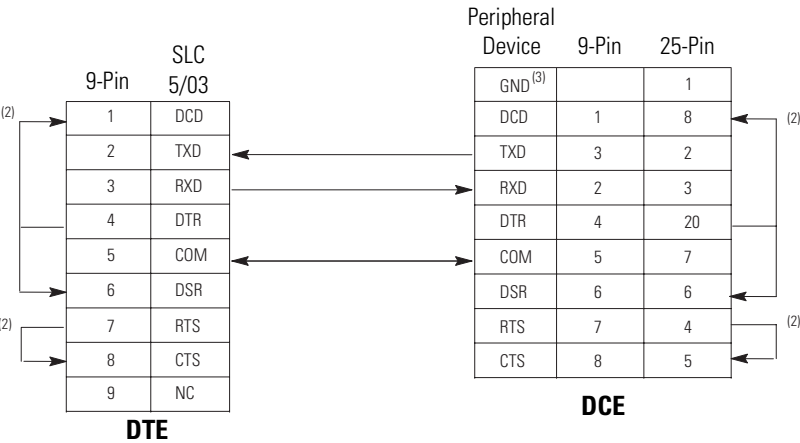 Peripheral
Device 9-Pin 25-Pin
SLC
9-Pin 5/03
GND(3) 1
(2) 1 DCD
DCD 1 8 (2)
2 TXD
TXD 3 2
3 RXD
RXD 2 3
4 DTR
DTR 4 20
5 COM
COM 5 7
6 DSR
DSR 6 6
(2) 7 RTS
RTS 7 4 (2)
8 CTS
CTS 8 5
9 NC
DTE
DCE